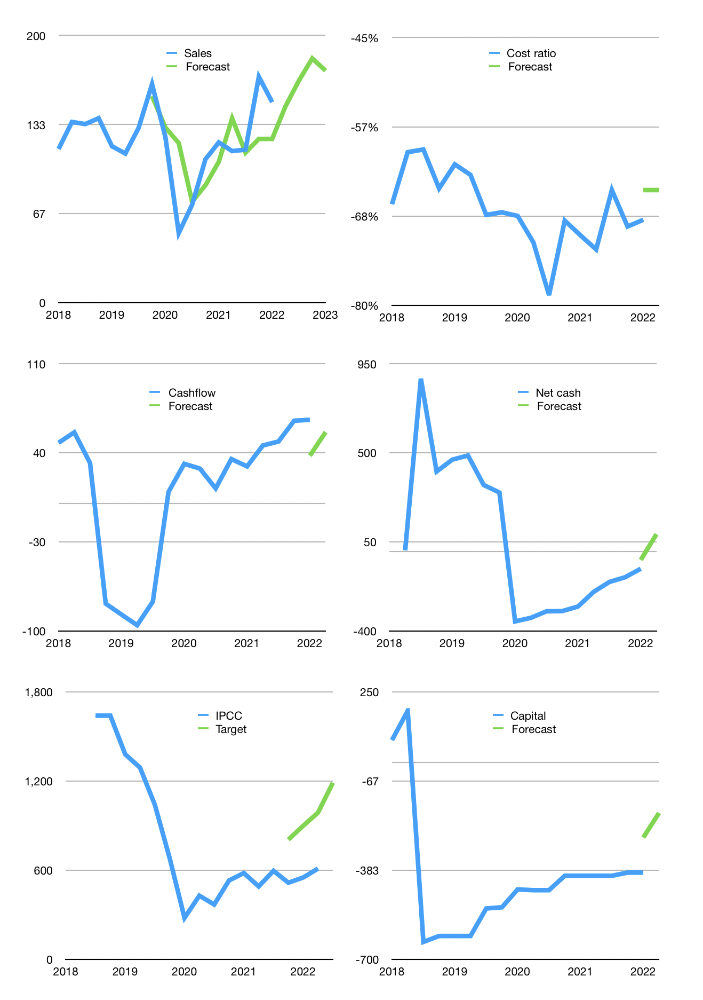 200
Sales
Forecast
133
67
0
2018 2019 2020 2021 2022 2023
-45%
Cost ratio
Forecast
-57%
-68%
-80%
2018 2019 2020 2021 2022
110
Cashflow
Forecast
40
-30
-100
2018 2019 2020 2021 2022
950
Net cash
Forecast
500
50
-400
2018 2019 2020 2021 2022
1,800
IPCC
Target
1,200
600
0
2018 2019 2020 2021 2022
250
Capital
Forecast
-67
-383
-700
2018 2019 2020 2021 2022